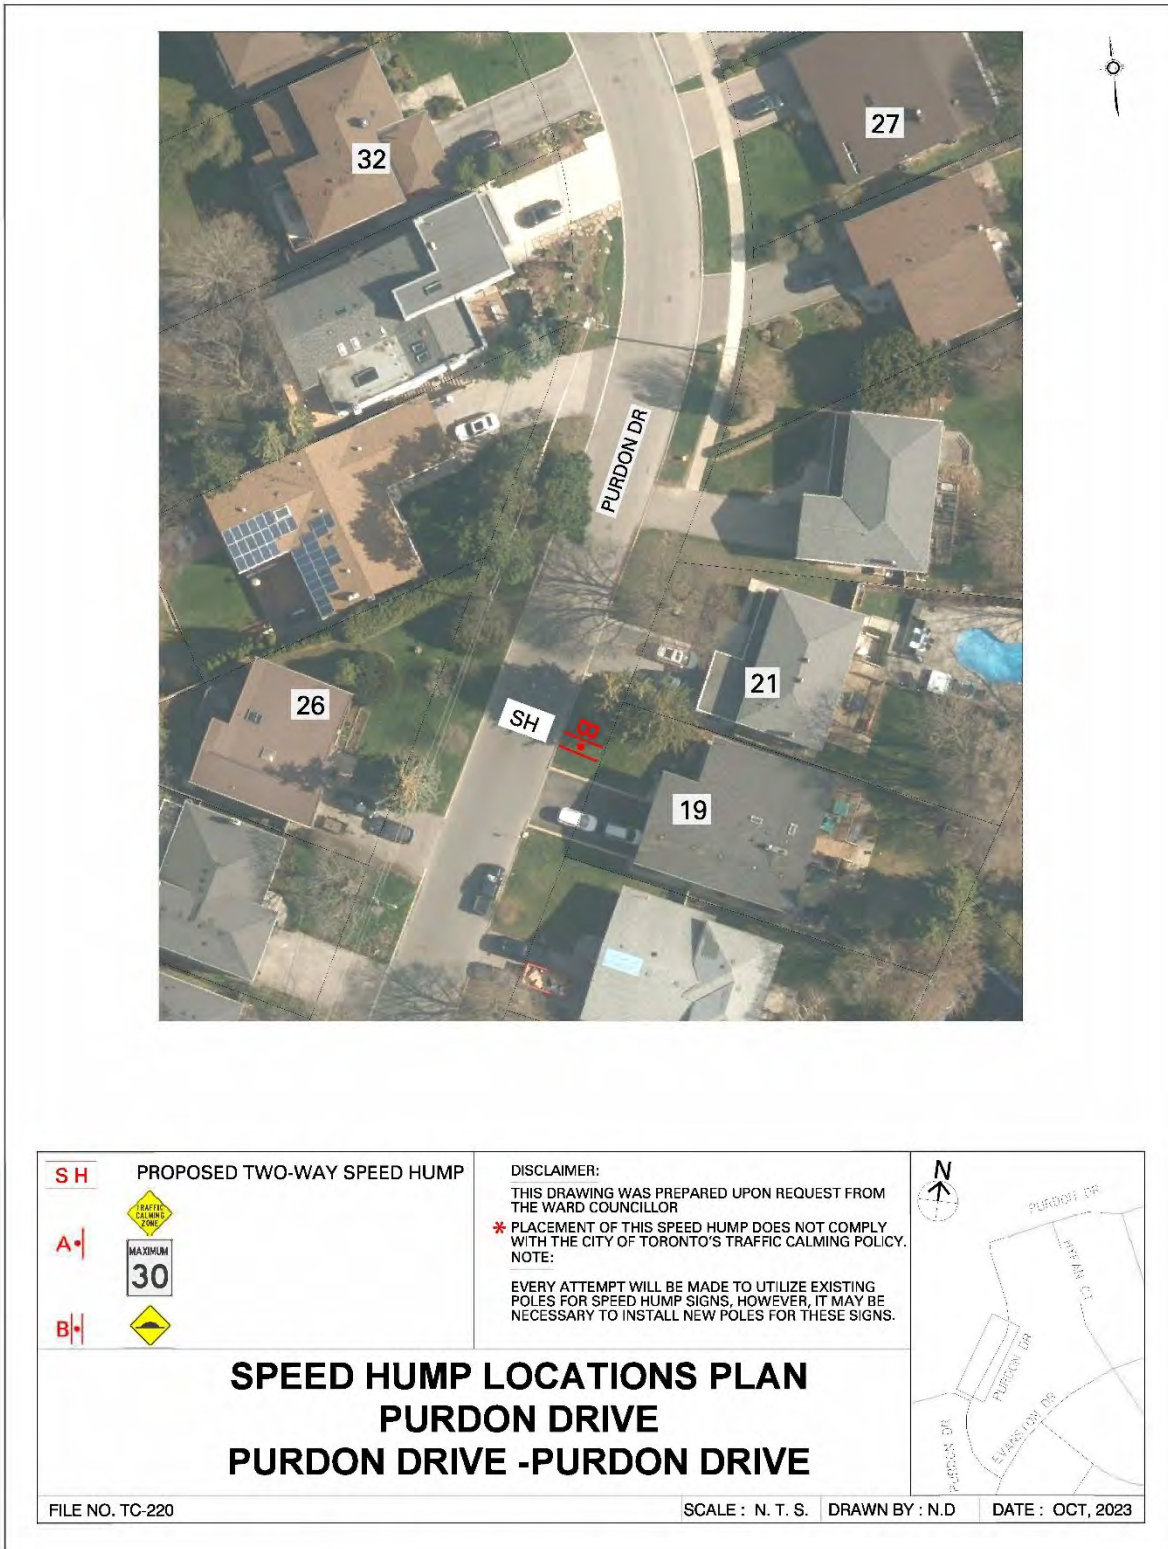 32
27
PURDON DR
21
26
SH
B
19
S H PROPOSED TWO-WAY SPEED HUMP
TRAFFIC
CALMING
ZONE
A
MAXIMUM
30
B
DISCLAIMER:
THIS DRAWING WAS PREPARED UPON REQUEST FROM
THE WARD COUNCILLOR
* PLACEMENT OF THIS SPEED HUMP DOES NOT COMPLY
WITH THE CITY OF TORONTO'S TRAFFIC CALMING POLICY.
NOTE:
EVERY ATTEMPT WILL BE MADE TO UTILIZE EXISTING
POLES FOR SPEED HUMP SIGNS, HOWEVER, IT MAY BE
NECESSARY TO INSTALL NEW POLES FOR THESE SIGNS.
N
PURDON DR
PURDON DR
EVANSTON DR
PURDON DR
SPEED HUMP LOCATIONS PLAN
PURDON DRIVE
PURDON DRIVE -PURDON DRIVE
FILE NO. TC-220
SCALE : N. T. S.
DRAWN BY : N.D
DATE : OCT, 2023